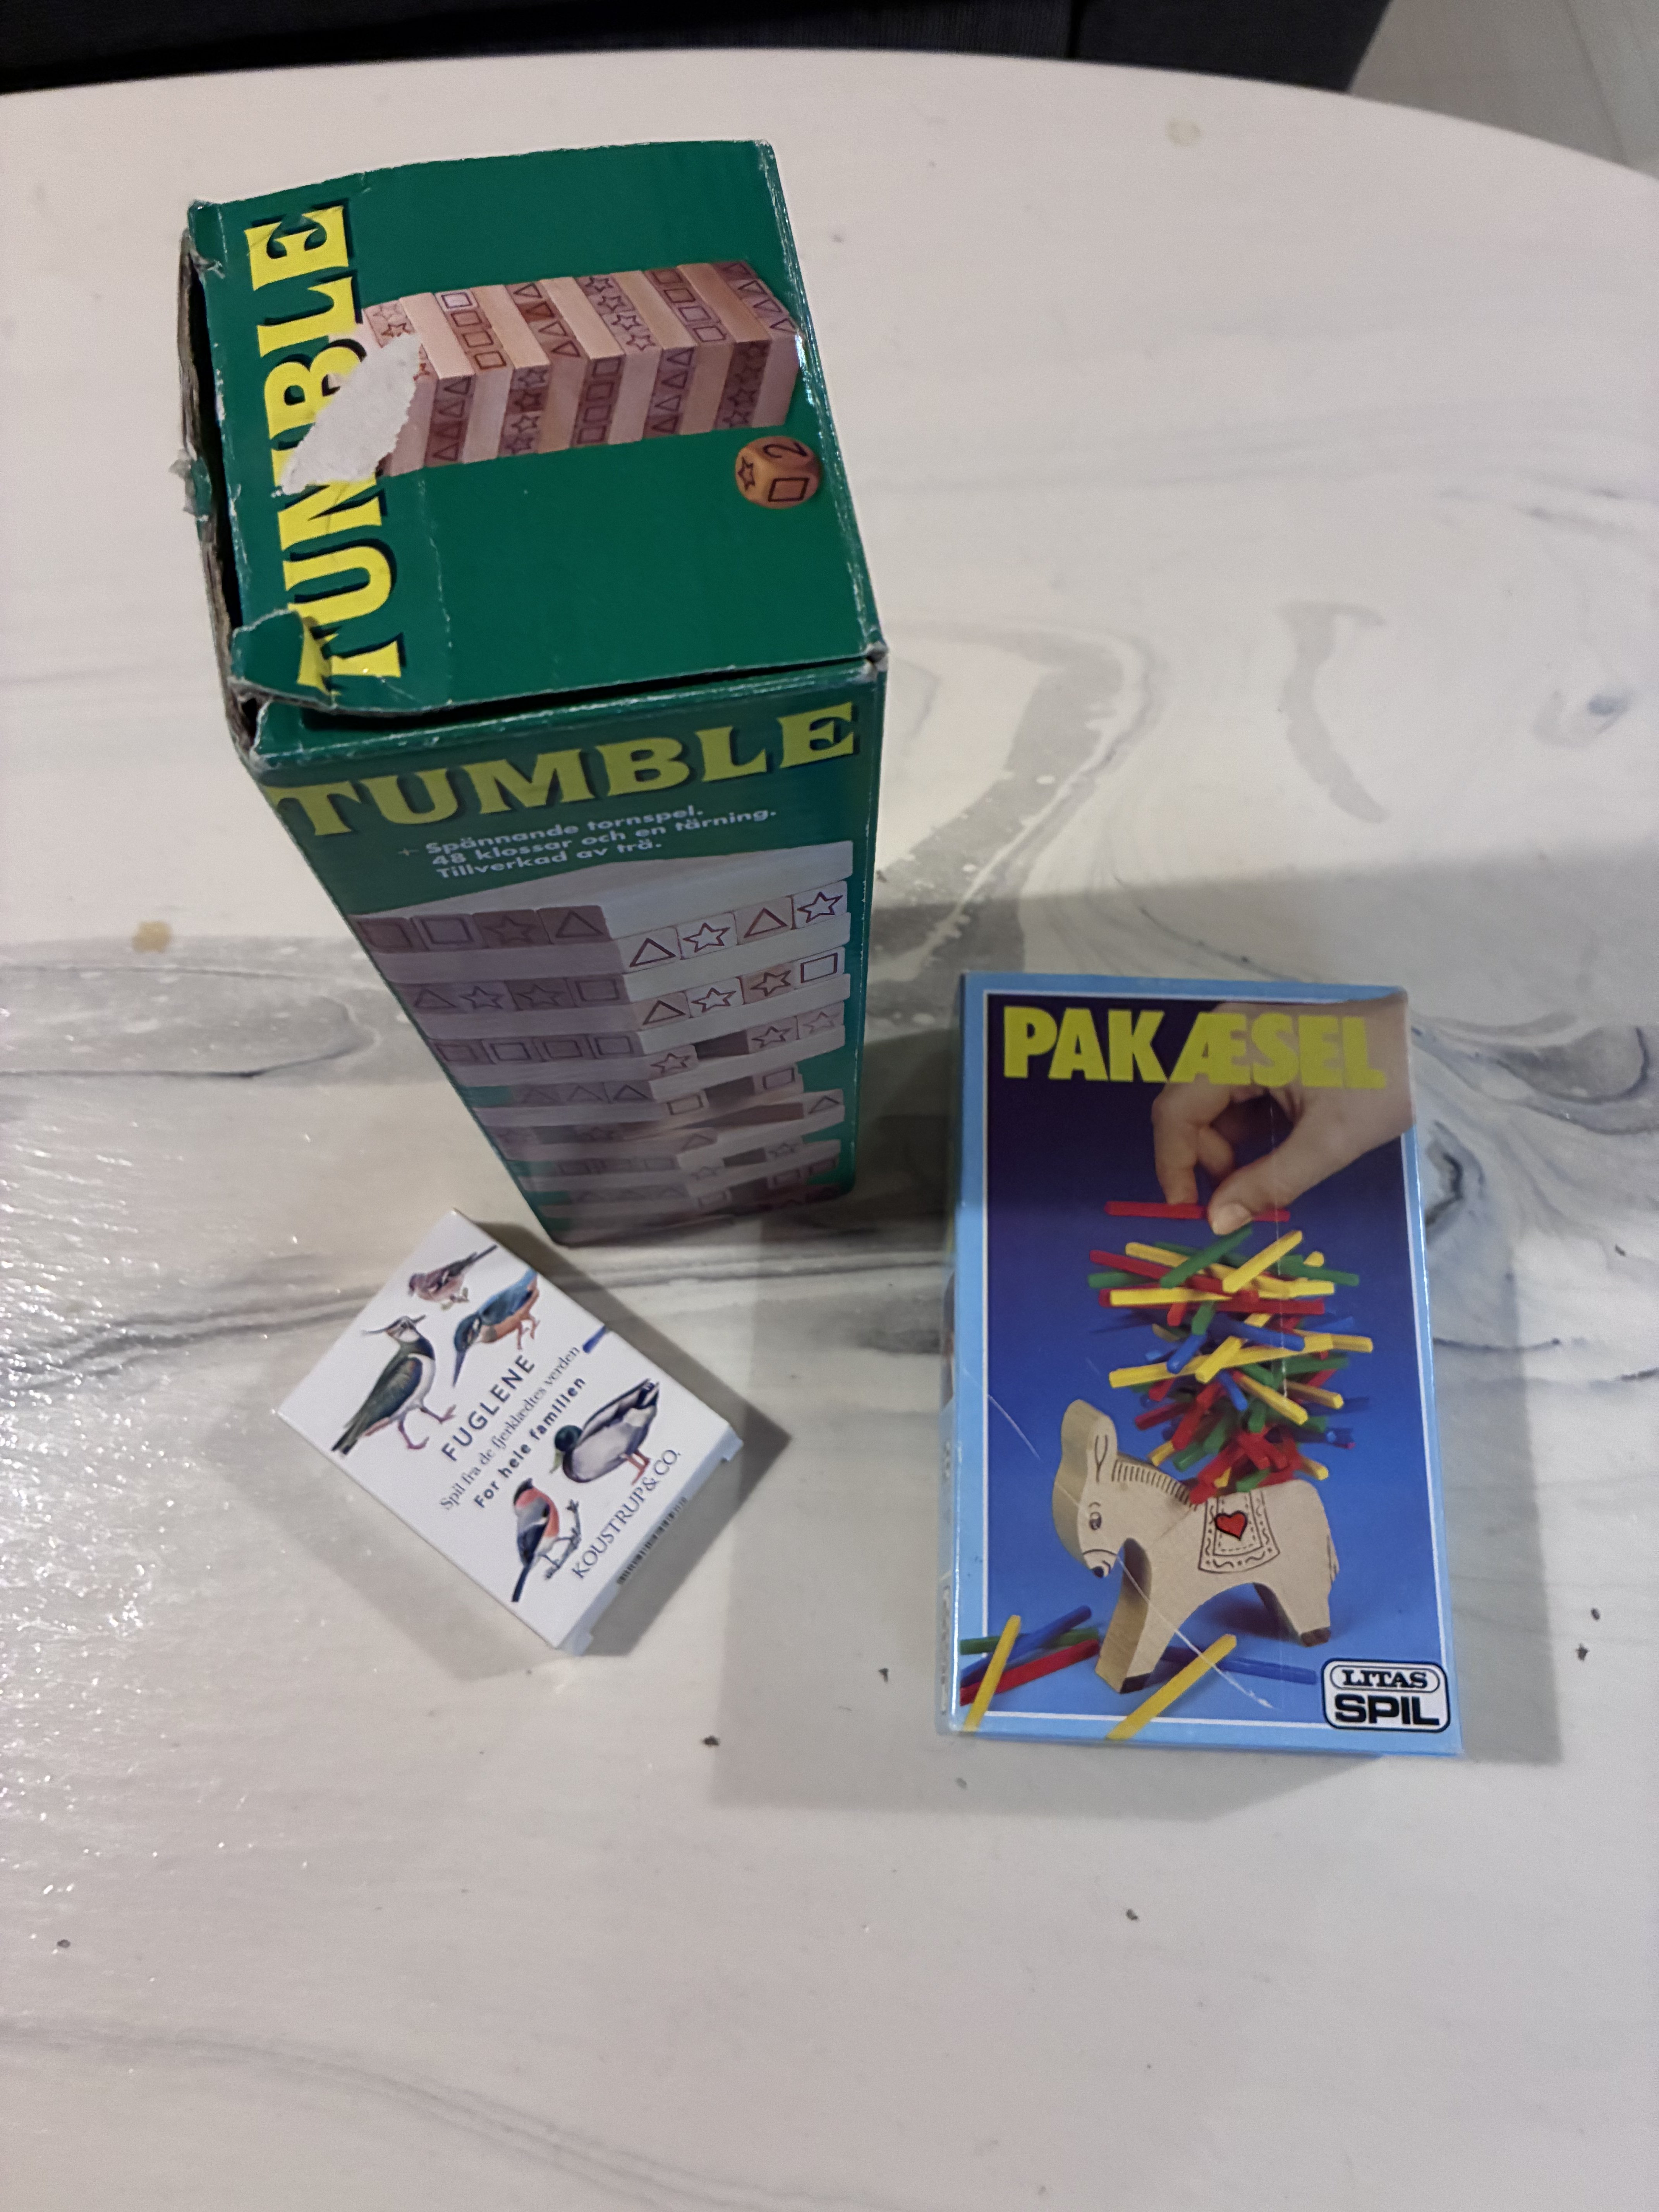 TUMBLE
2
TUMBLE
Spännande tornspel.
48 klossar och en tärning.
Tillverkad av trä.
PAKÆSEL
LITAS
SPIL
FUGLENE
Spil fra de fjerklædtes verden
For hele familien
KOUSTRUP & CO.